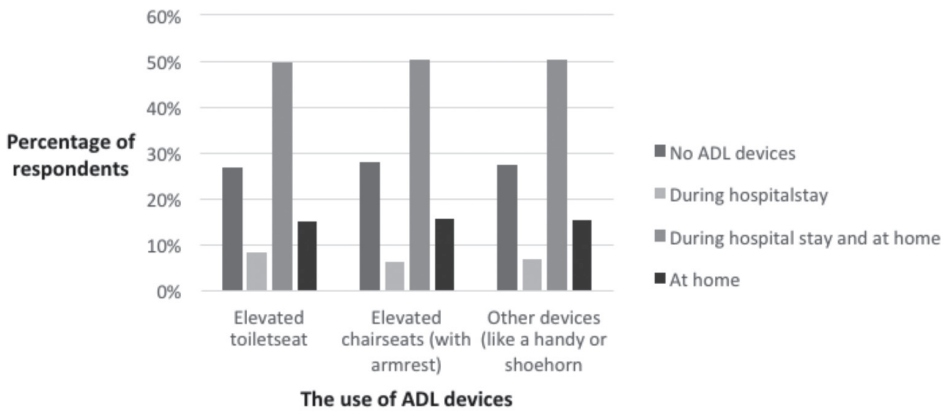 60%
50%
40%
30%
20%
10%
0%
Percentage of
respondents
Elevated
toiletseat
Elevated
chairseats (with
armrest)
Other devices
(like a handy or
shoehorn
The use of ADL devices
No ADL devices
During hospitalstay
During hospital stay and at home
At home